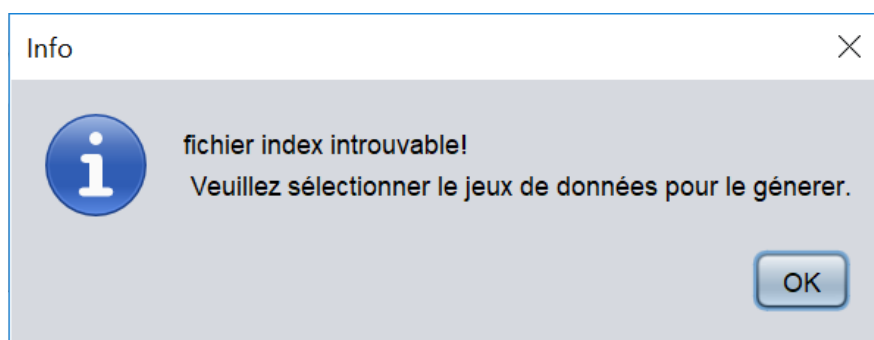 Info
fichier index introuvable!
Veuillez sélectionner le jeux de données pour le génerer.
OK